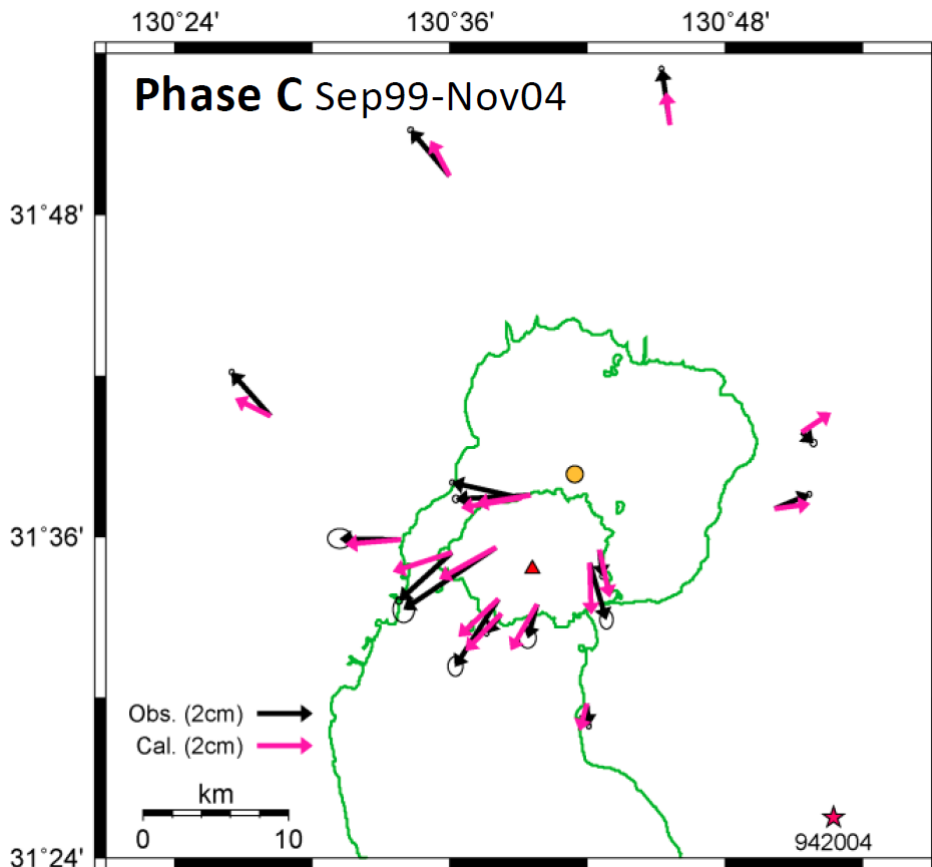 130°24' 130°36' 130°48'
Phase C Sep99-Nov04
31°48'
31°36'
Obs. (2cm)
Cal. (2cm)
km
0 10
942004
31°24'